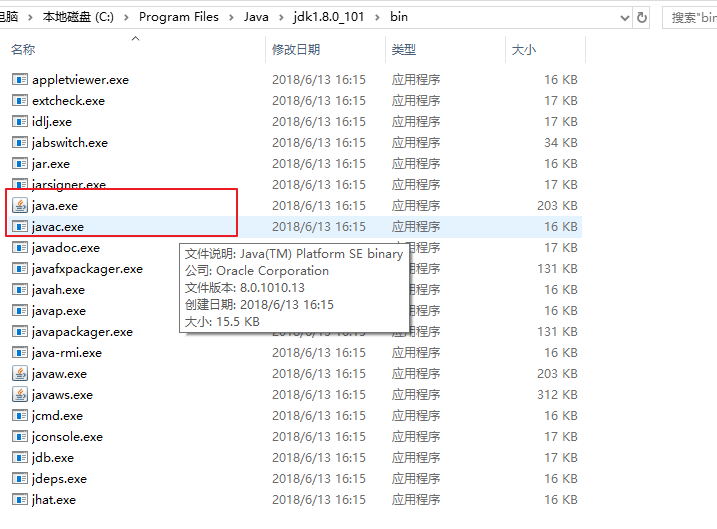 电脑 > 本地磁盘 (C:) > Program Files > Java > jdk1.8.0_101 > bin 搜索"bin
名称 修改日期 类型 大小
appletviewer.exe 2018/6/13 16:15 应用程序 16 KB
extcheck.exe 2018/6/13 16:15 应用程序 17 KB
idlj.exe 2018/6/13 16:15 应用程序 17 KB
jabswitch.exe 2018/6/13 16:15 应用程序 34 KB
jar.exe 2018/6/13 16:15 应用程序 16 KB
jarsigner.exe 2018/6/13 16:15 应用程序 17 KB
java.exe 2018/6/13 16:15 应用程序 203 KB
javac.exe 2018/6/13 16:15 应用程序 16 KB
javadoc.exe 17 KB
文件说明: Java(TM) Platform SE binary
公司: Oracle Corporation
文件版本: 8.0.1010.13
创建日期: 2018/6/13 16:15
大小: 15.5 KB
javafxpackager.exe 131 KB
javah.exe 16 KB
javap.exe 16 KB
javapackager.exe 2018/6/13 16:15 应用程序 131 KB
java-rmi.exe 2018/6/13 16:15 应用程序 16 KB
javaw.exe 2018/6/13 16:15 应用程序 203 KB
javaws.exe 2018/6/13 16:15 应用程序 312 KB
jcmd.exe 2018/6/13 16:15 应用程序 16 KB
jconsole.exe 2018/6/13 16:15 应用程序 17 KB
jdb.exe 2018/6/13 16:15 应用程序 17 KB
jdeps.exe 2018/6/13 16:15 应用程序 16 KB
jhat.exe 2018/6/13 16:15 应用程序 16 KB